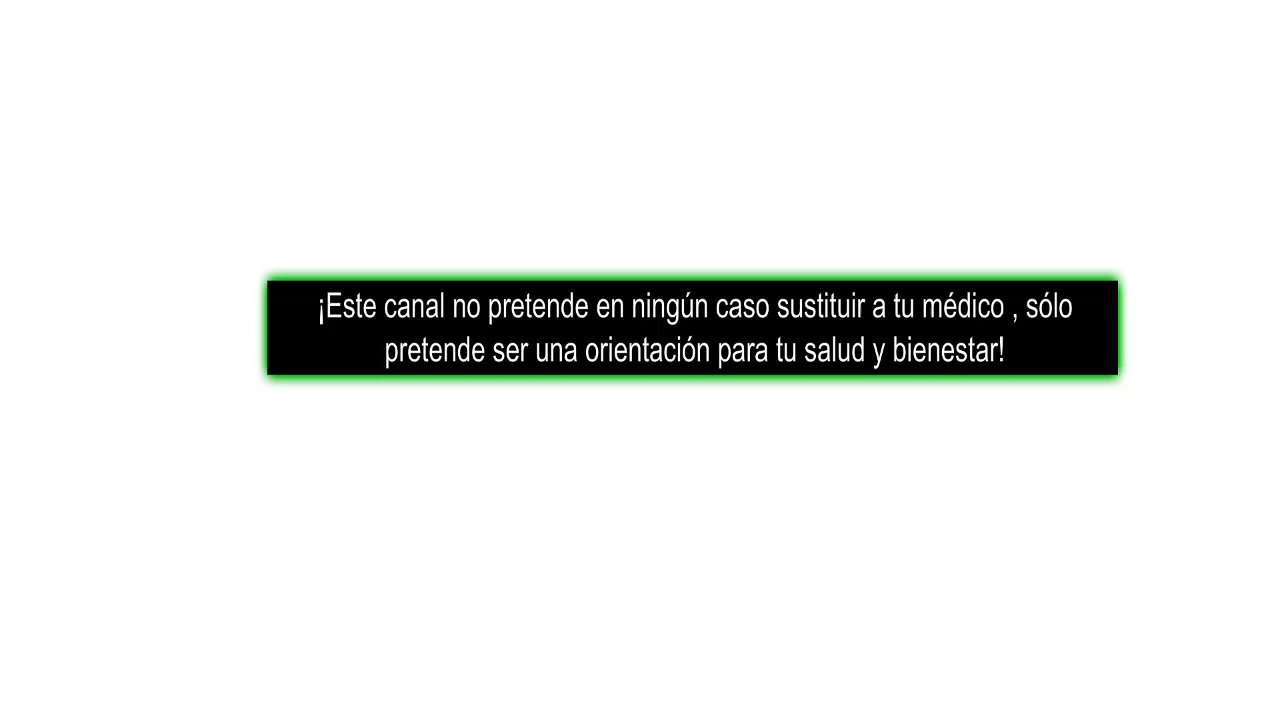 ¡Este canal no pretende en ningún caso sustituir a tu médico , sólo
pretende ser una orientación para tu salud y bienestar!